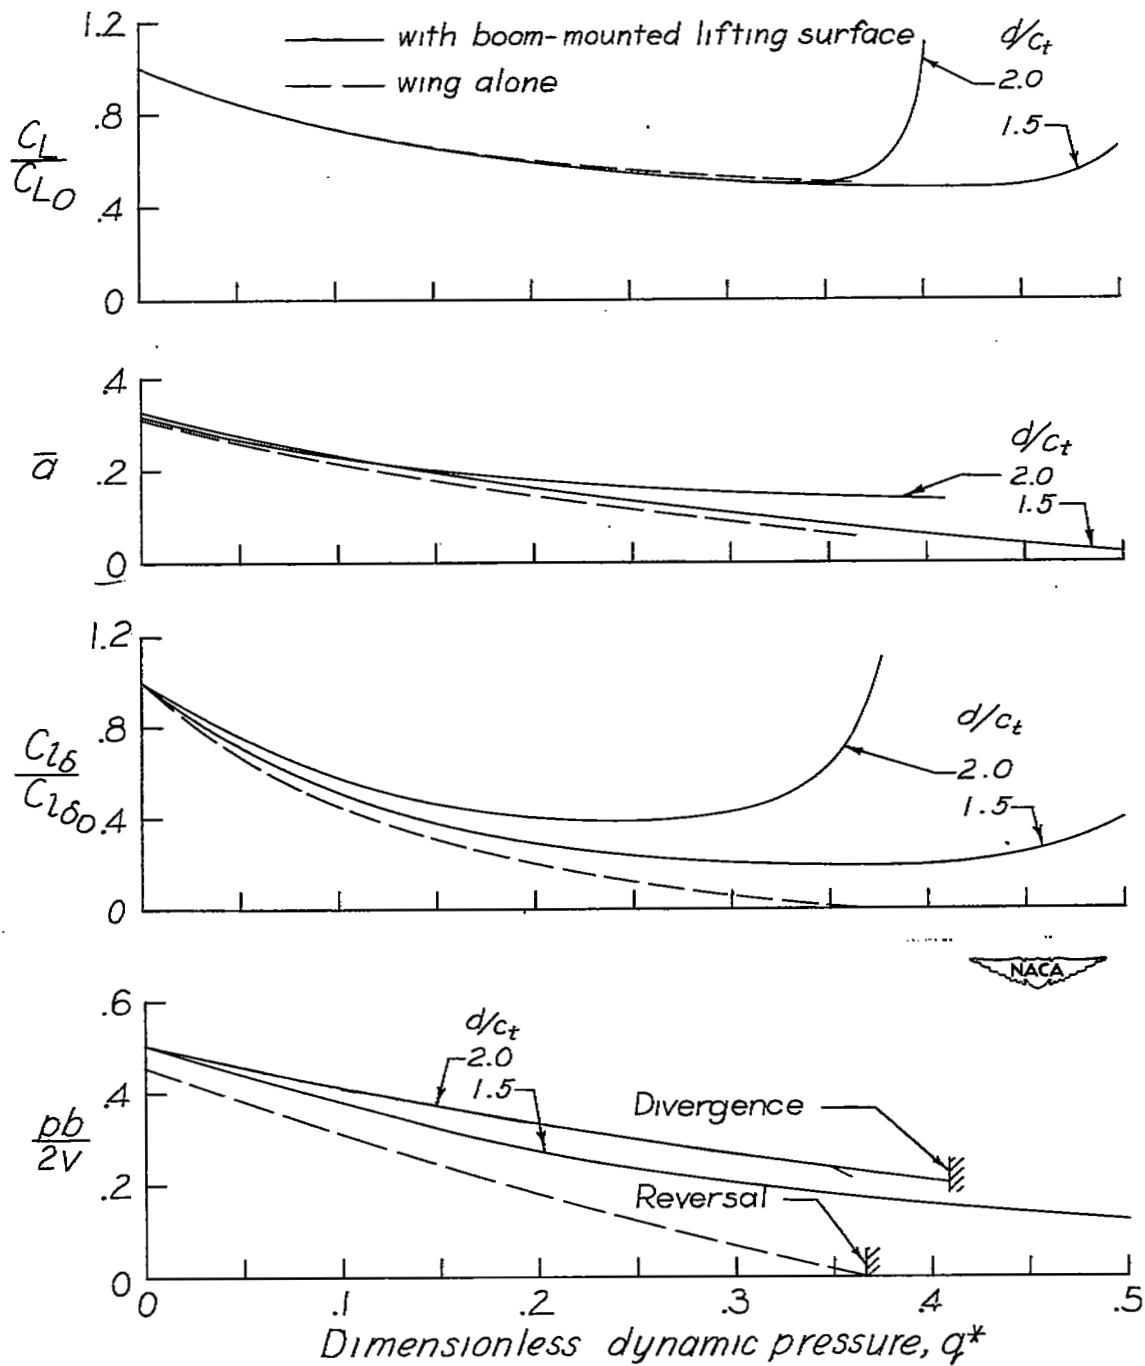 1.2
with boom-mounted lifting surface
d/ct
wing alone
2.0
.8
1.5
CL
CLO
.4
0
.4
d/ct
ā
.2
2.0
1.5
0
1.2
d/ct
.8
Clδ
Clδ0
2.0
1.5
.4
0
NACA
.6
d/ct
2.0
1.5
.4
Divergence
pb
2V
.2
Reversal
0
0 .1 .2 .3 .4 .5
Dimensionless dynamic pressure, q*